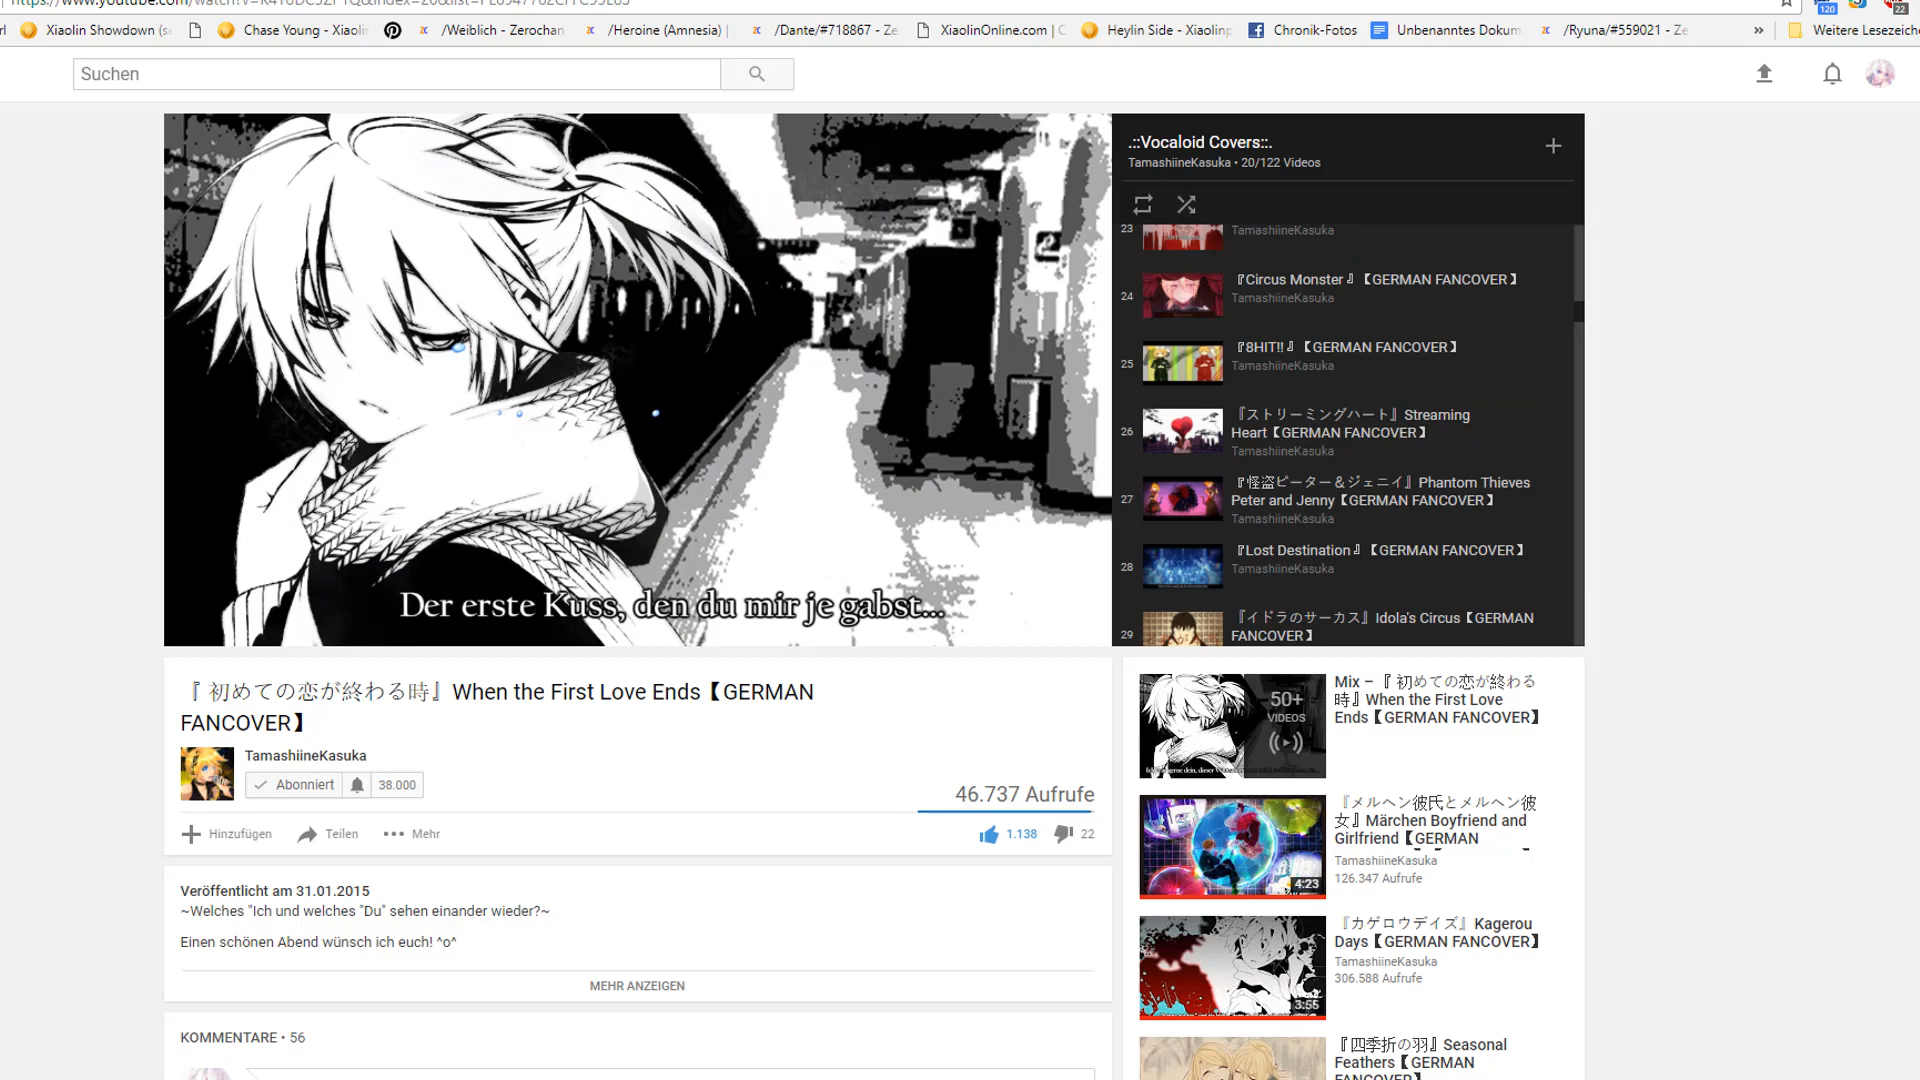 Xiaolin Showdown (se
Chase Young - Xiaolin
/Weiblich - Zerochan
/Heroine (Amnesia) |
/Dante/#718867 - Ze
XiaolinOnline.com | C
Heylin Side - Xiaolinp
Chronik-Fotos
Unbenanntes Dokum
/Ryuna/#559021 - Ze
»
Weitere Lesezeiche
120
22
Suchen
Der erste Kuss, den du mir je gabst...
.::Vocaloid Covers::.
TamashiineKasuka • 20/122 Videos
23
TamashiineKasuka
24
『Circus Monster』【GERMAN FANCOVER】
TamashiineKasuka
25
『8HIT!!』【GERMAN FANCOVER】
TamashiineKasuka
26
『ストリーミングハート』Streaming
Heart【GERMAN FANCOVER】
TamashiineKasuka
27
『怪盗ピーター＆ジェニイ』Phantom Thieves
Peter and Jenny【GERMAN FANCOVER】
TamashiineKasuka
28
『Lost Destination』【GERMAN FANCOVER】
TamashiineKasuka
29
『イドラのサーカス』Idola's Circus【GERMAN
FANCOVER】
『 初めての恋が終わる時』When the First Love Ends【GERMAN
FANCOVER】
TamashiineKasuka
Abonniert
38.000
46.737 Aufrufe
Hinzufügen
Teilen
Mehr
1.138
22
Veröffentlicht am 31.01.2015
~Welches "Ich und welches "Du" sehen einander wieder?~
Einen schönen Abend wünsch ich euch! ^o^
MEHR ANZEIGEN
KOMMENTARE • 56
50+
VIDEOS
Mix – 『 初めての恋が終わる
時』When the First Love
Ends【GERMAN FANCOVER】
4:23
『メルヘン彼氏とメルヘン彼
女』Märchen Boyfriend and
Girlfriend【GERMAN
TamashiineKasuka
126.347 Aufrufe
3:55
『カゲロウデイズ』Kagerou
Days【GERMAN FANCOVER】
TamashiineKasuka
306.588 Aufrufe
『四季折の羽』Seasonal
Feathers【GERMAN
FANCOVER】